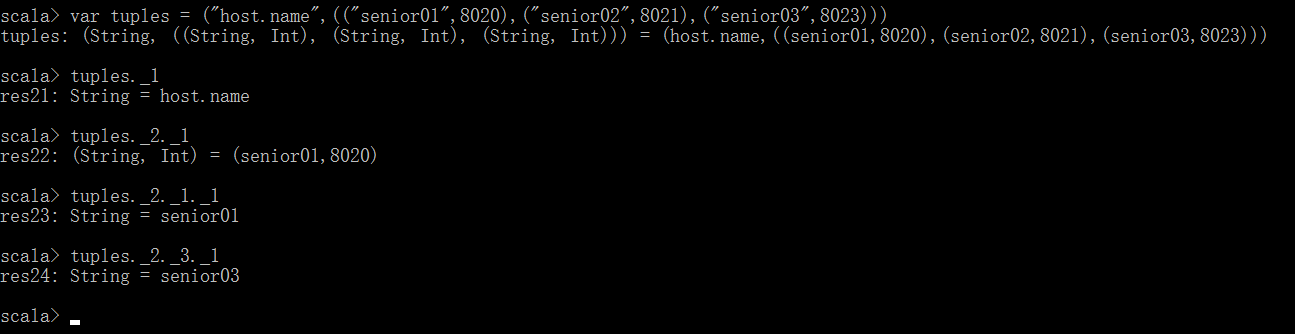 scala> var tuples = ("host.name",(("senior01",8020),("senior02",8021),("senior03",8023)))
tuples: (String, ((String, Int), (String, Int), (String, Int))) = (host.name,((senior01,8020),(senior02,8021),(senior03,8023)))
scala> tuples._1
res21: String = host.name
scala> tuples._2._1
res22: (String, Int) = (senior01,8020)
scala> tuples._2._1._1
res23: String = senior01
scala> tuples._2._3._1
res24: String = senior03
scala>